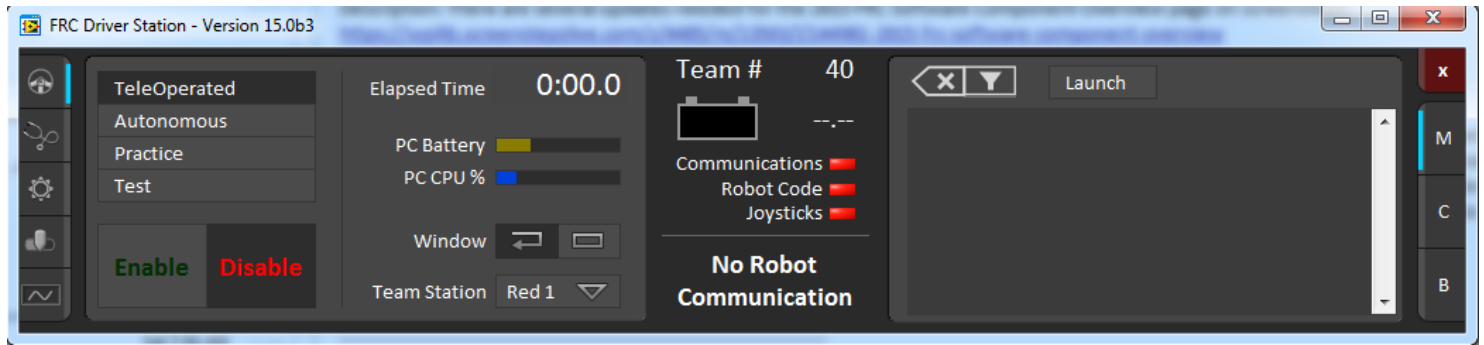 FRC Driver Station - Version 15.0b3
TeleOperated
Autonomous
Practice
Test
Enable Disable
Elapsed Time 0:00.0
PC Battery
PC CPU %
Window
Team Station Red 1
Team # 40
--.--
Communications
Robot Code
Joysticks
No Robot
Communication
Launch
X
M
C
B